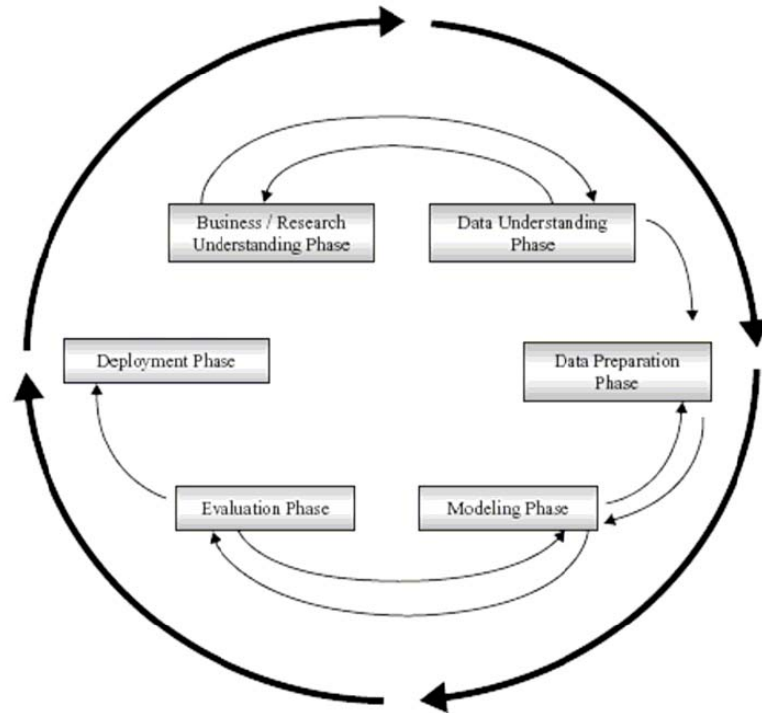 Business / Research
Understanding Phase
Data Understanding
Phase
Deployment Phase
Data Preparation
Phase
Evaluation Phase
Modeling Phase